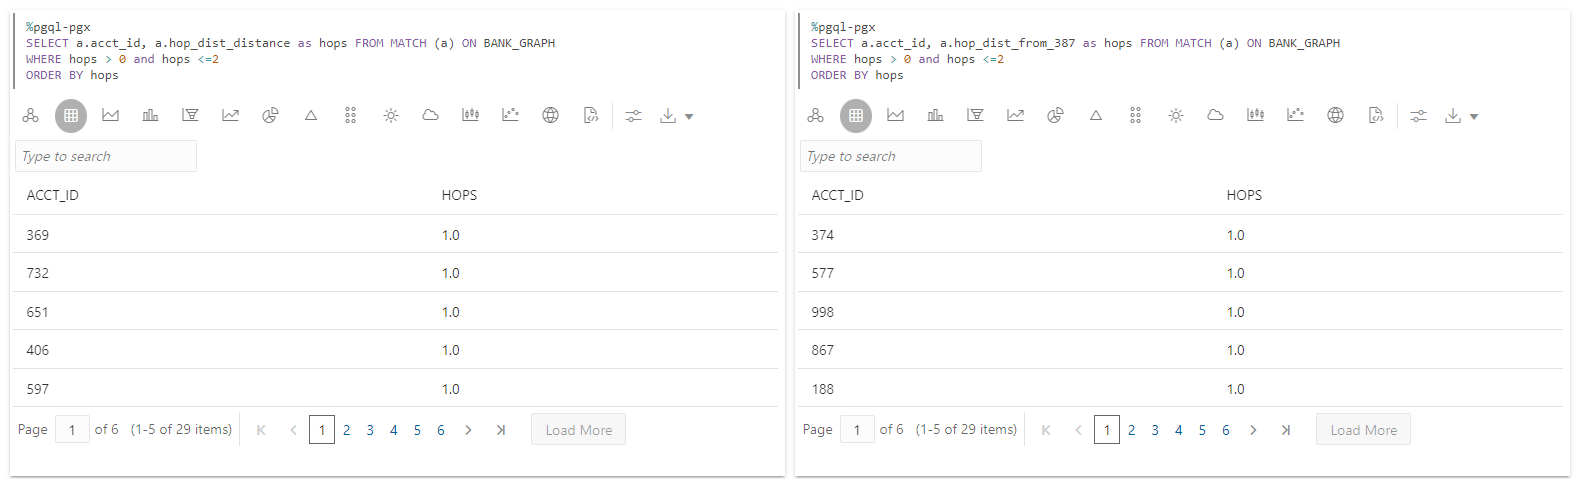 %pgql-pgx
SELECT a.acct_id, a.hop_dist_distance as hops FROM MATCH (a) ON BANK_GRAPH
WHERE hops > 0 and hops <=2
ORDER BY hops
Type to search
ACCT_ID HOPS
369 1.0
732 1.0
651 1.0
406 1.0
597 1.0
Page 1 of 6 (1-5 of 29 items) 1 2 3 4 5 6 Load More
%pgql-pgx
SELECT a.acct_id, a.hop_dist_from_387 as hops FROM MATCH (a) ON BANK_GRAPH
WHERE hops > 0 and hops <=2
ORDER BY hops
Type to search
ACCT_ID HOPS
374 1.0
577 1.0
998 1.0
867 1.0
188 1.0
Page 1 of 6 (1-5 of 29 items) 1 2 3 4 5 6 Load More